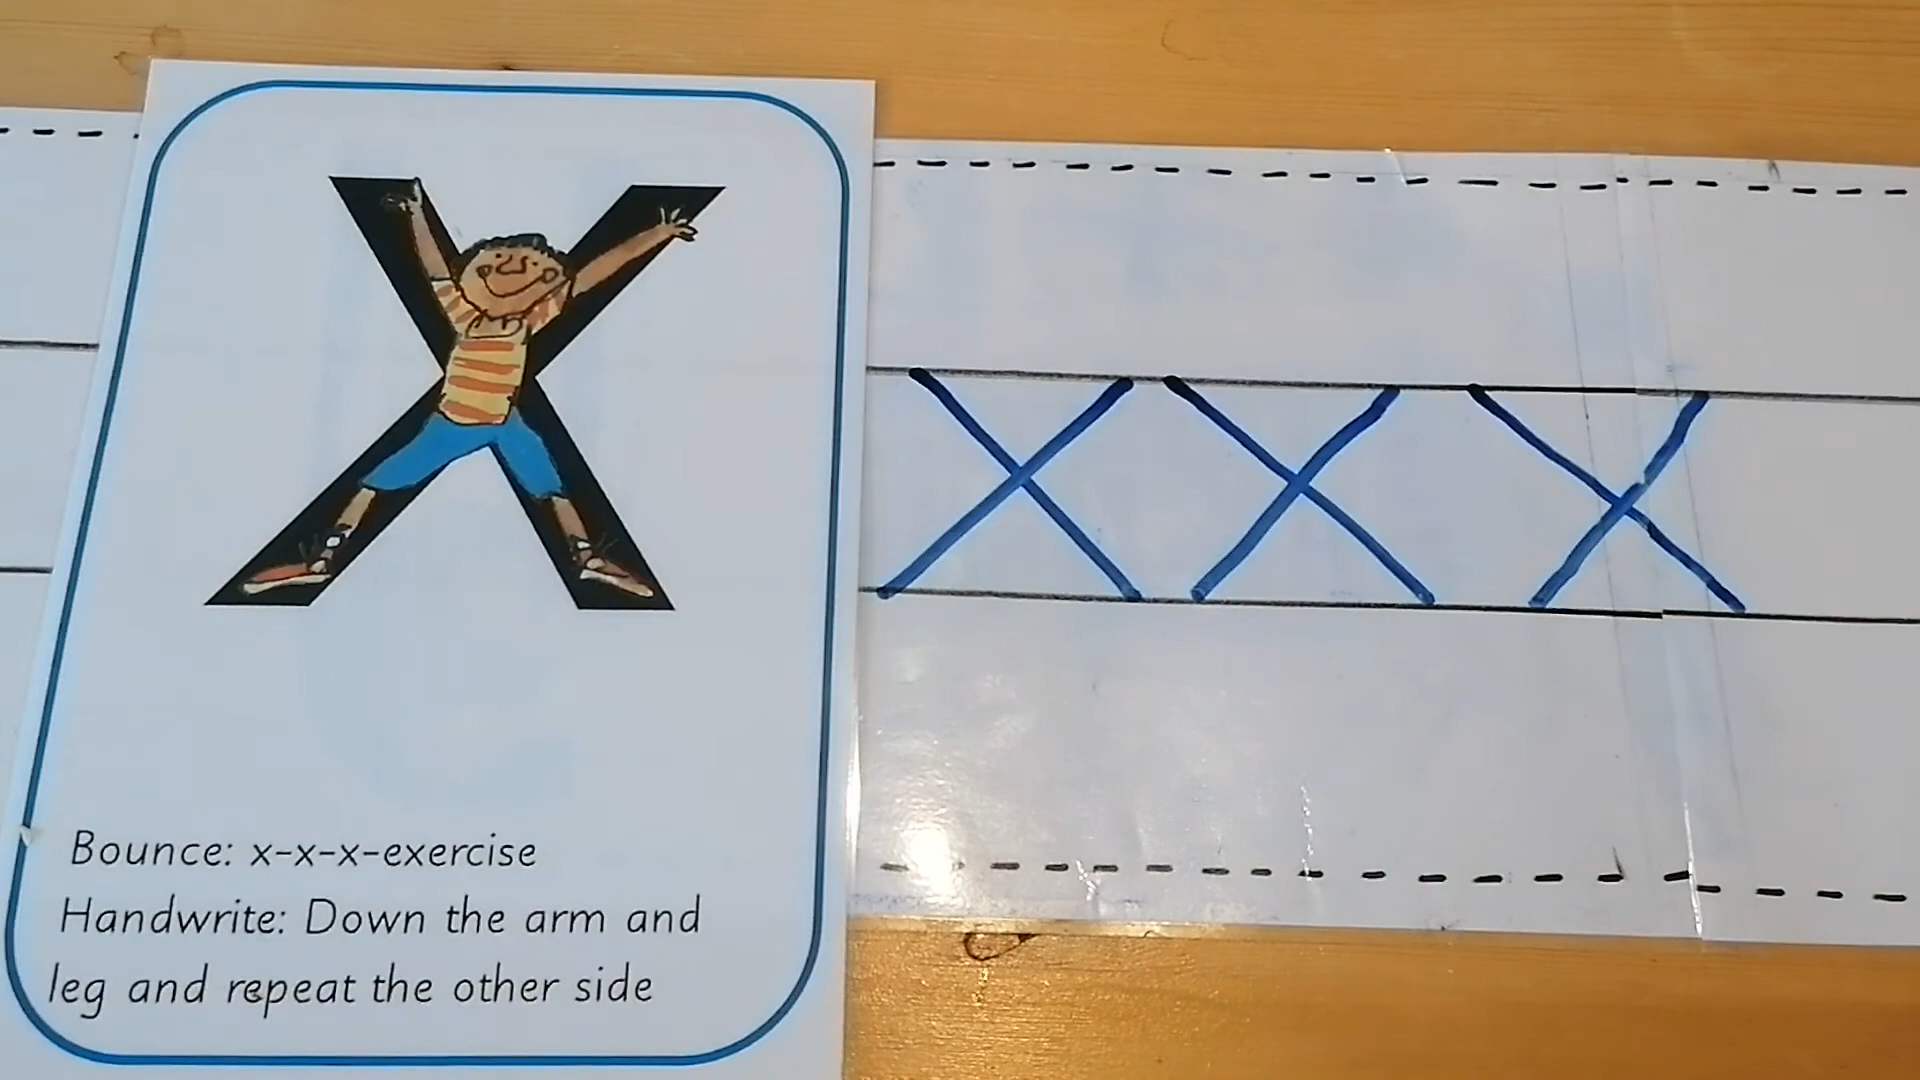 x
x x x
Bounce: x-x-x-exercise
Handwrite: Down the arm and
leg and repeat the other side